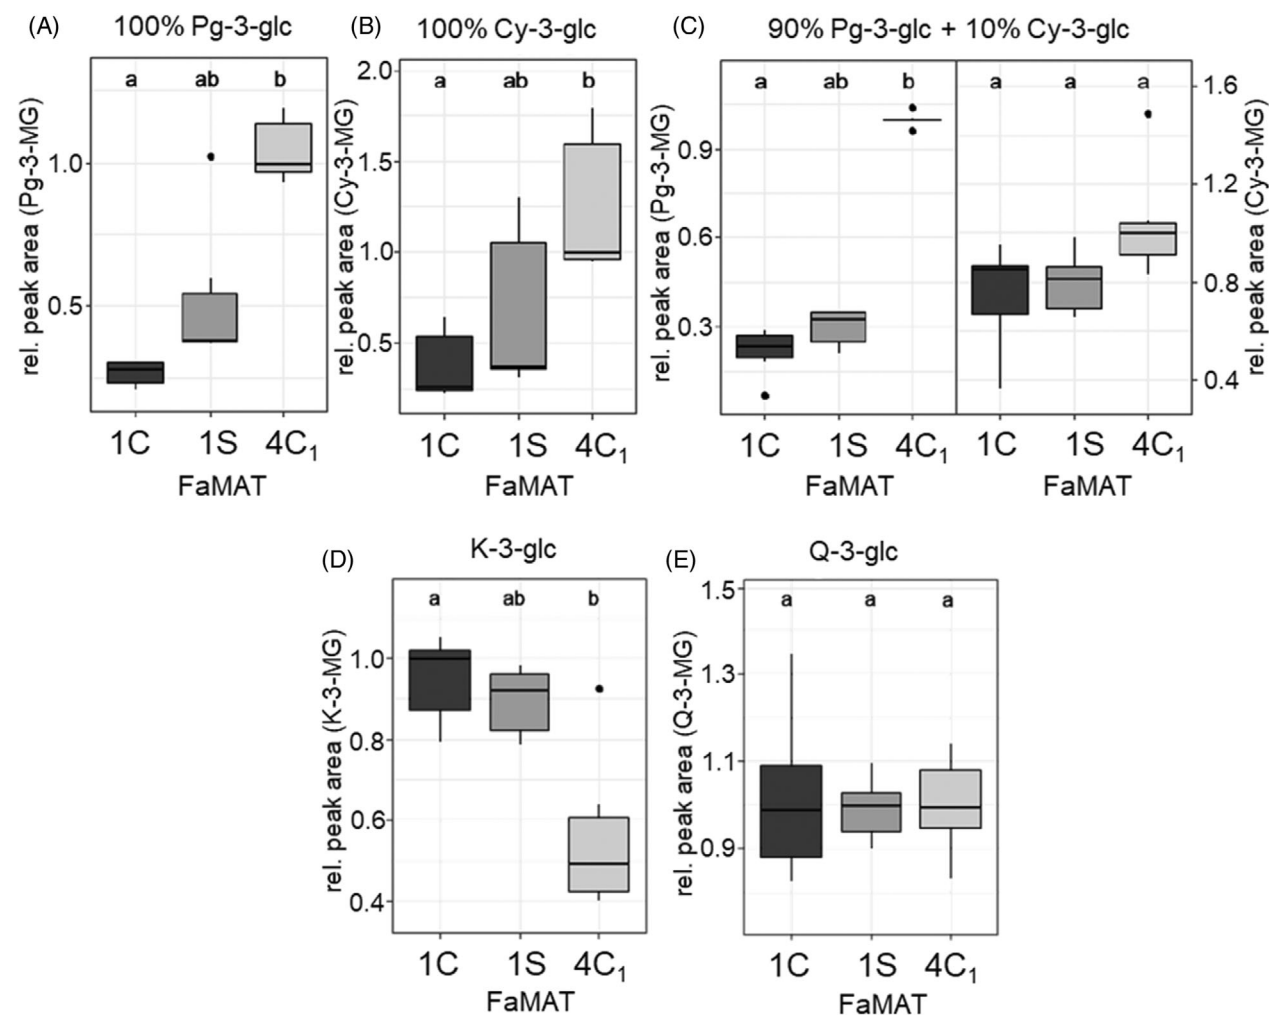 (A) 100% Pg-3-glc
rel. peak area (Pg-3-MG)
1.0
0.5
a ab b
1C 1S 4C₁
FaMAT
(B) 100% Cy-3-glc
rel. peak area (Cy-3-MG)
2.0
1.5
1.0
0.5
a ab b
1C 1S 4C₁
FaMAT
(C) 90% Pg-3-glc + 10% Cy-3-glc
rel. peak area (Pg-3-MG)
0.9
0.6
0.3
a ab b
1C 1S 4C₁
FaMAT
a a a
1.6
1.2
0.8
0.4
rel. peak area (Cy-3-MG)
1C 1S 4C₁
FaMAT
(D) K-3-glc
rel. peak area (K-3-MG)
1.0
0.8
0.6
0.4
a ab b
1C 1S 4C₁
FaMAT
(E) Q-3-glc
rel. peak area (Q-3-MG)
1.5
1.3
1.1
0.9
a a a
1C 1S 4C₁
FaMAT